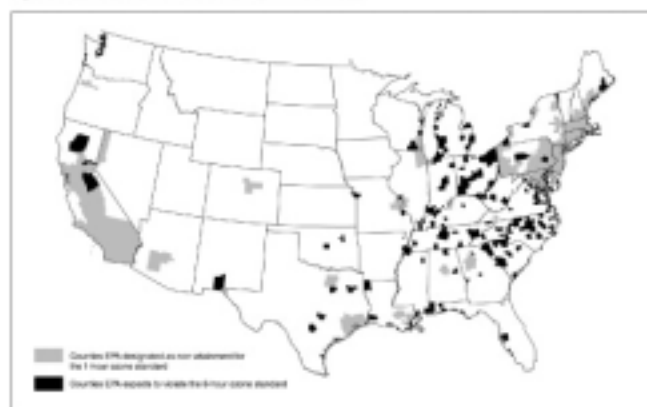 Counties EPA designated as non attainment for
the 1-hour ozone standard
Counties EPA expects to violate the 8-hour ozone standard